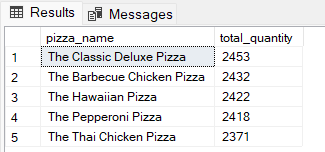 Results Messages
pizza_name total_quantity
1 The Classic Deluxe Pizza 2453
2 The Barbecue Chicken Pizza 2432
3 The Hawaiian Pizza 2422
4 The Pepperoni Pizza 2418
5 The Thai Chicken Pizza 2371